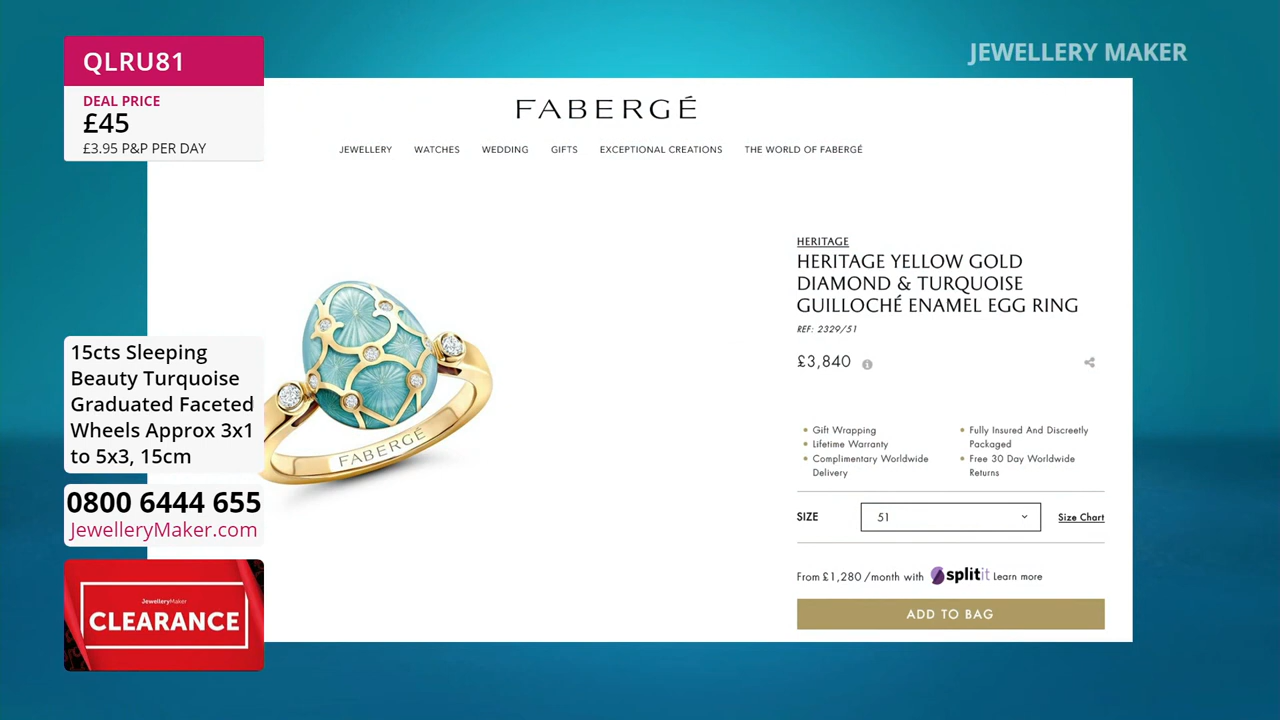 QLRU81
DEAL PRICE
£45
£3.95 P&P PER DAY
JEWELLERY MAKER
FABERGÉ
JEWELLERY WATCHES WEDDING GIFTS EXCEPTIONAL CREATIONS THE WORLD OF FABERGÉ
HERITAGE
HERITAGE YELLOW GOLD
DIAMOND & TURQUOISE
GUILLOCHÉ ENAMEL EGG RING
REF: 2329/51
£3,840
Gift Wrapping
Lifetime Warranty
Complimentary Worldwide
Delivery
Fully Insured And Discreetly
Packaged
Free 30 Day Worldwide
Returns
SIZE 51 Size Chart
From £1,280 /month with splitit Learn more
ADD TO BAG
FABERGÉ
15cts Sleeping
Beauty Turquoise
Graduated Faceted
Wheels Approx 3x1
to 5x3, 15cm
0800 6444 655
JewelleryMaker.com
JewelleryMaker
CLEARANCE